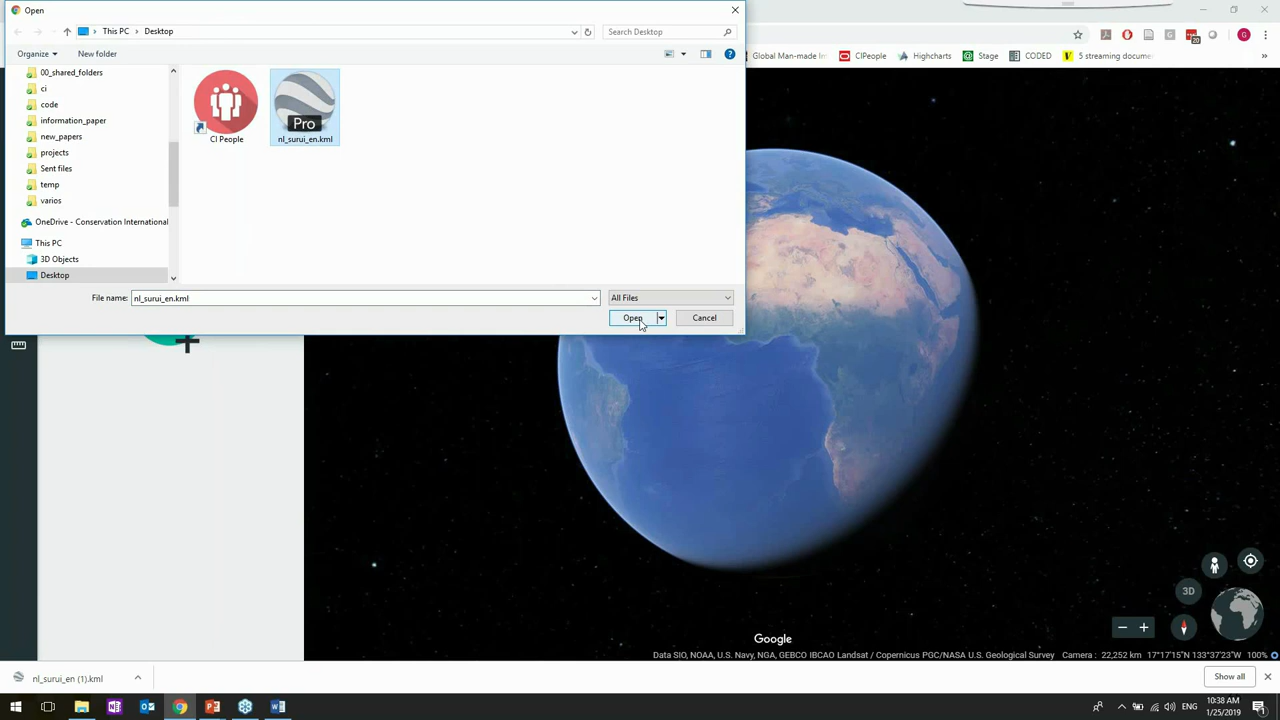 Open
This PC
Desktop
Search Desktop
Organize
New folder
Global Man-made Im
CIPeople
Highcharts
Stage
CODED
5 streaming docume
00_shared_folders
ci
code
information_paper
new_papers
projects
Sent files
temp
varios
OneDrive - Conservation International
This PC
3D Objects
Desktop
CI People
Pro
nl_surui_en.kml
File name:
nl_surui_en.kml
All Files
Open
Cancel
20
G
3D
Google
Data SIO, NOAA, U.S. Navy, NGA, GEBCO IBCAO Landsat / Copernicus PGC/NASA U.S. Geological Survey Camera : 22,252 km 17°17'15"N 133°37'23"W 100%
nl_surui_en (1).kml
Show all
ENG
10:38 AM
1/25/2019
1